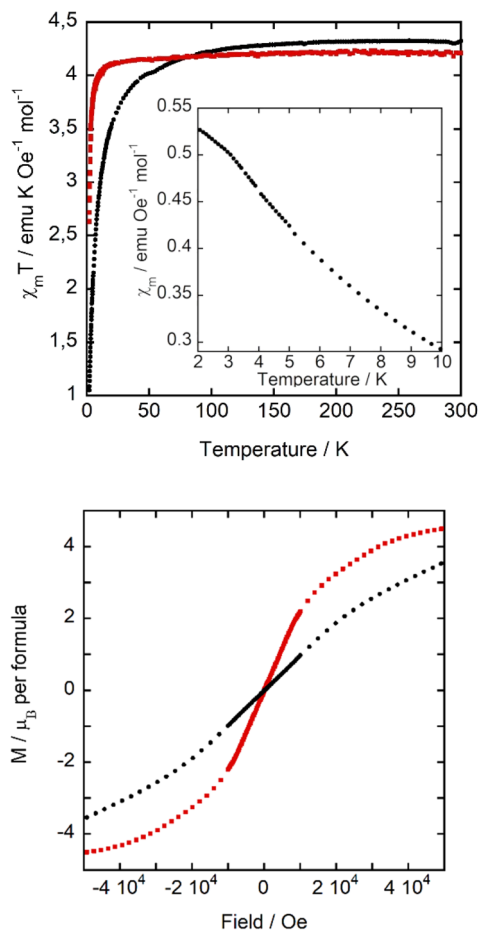 4,5
4
3,5
3
2,5
2
1,5
1
χmT / emu K Oe⁻¹ mol⁻¹
0 50 100 150 200 250 300
Temperature / K
0.55
0.5
0.45
0.4
0.35
0.3
χm / emu Oe⁻¹ mol⁻¹
2 3 4 5 6 7 8 9 10
Temperature / K
4
2
0
-2
-4
M / μB per formula
-4 10⁴ -2 10⁴ 0 2 10⁴ 4 10⁴
Field / Oe